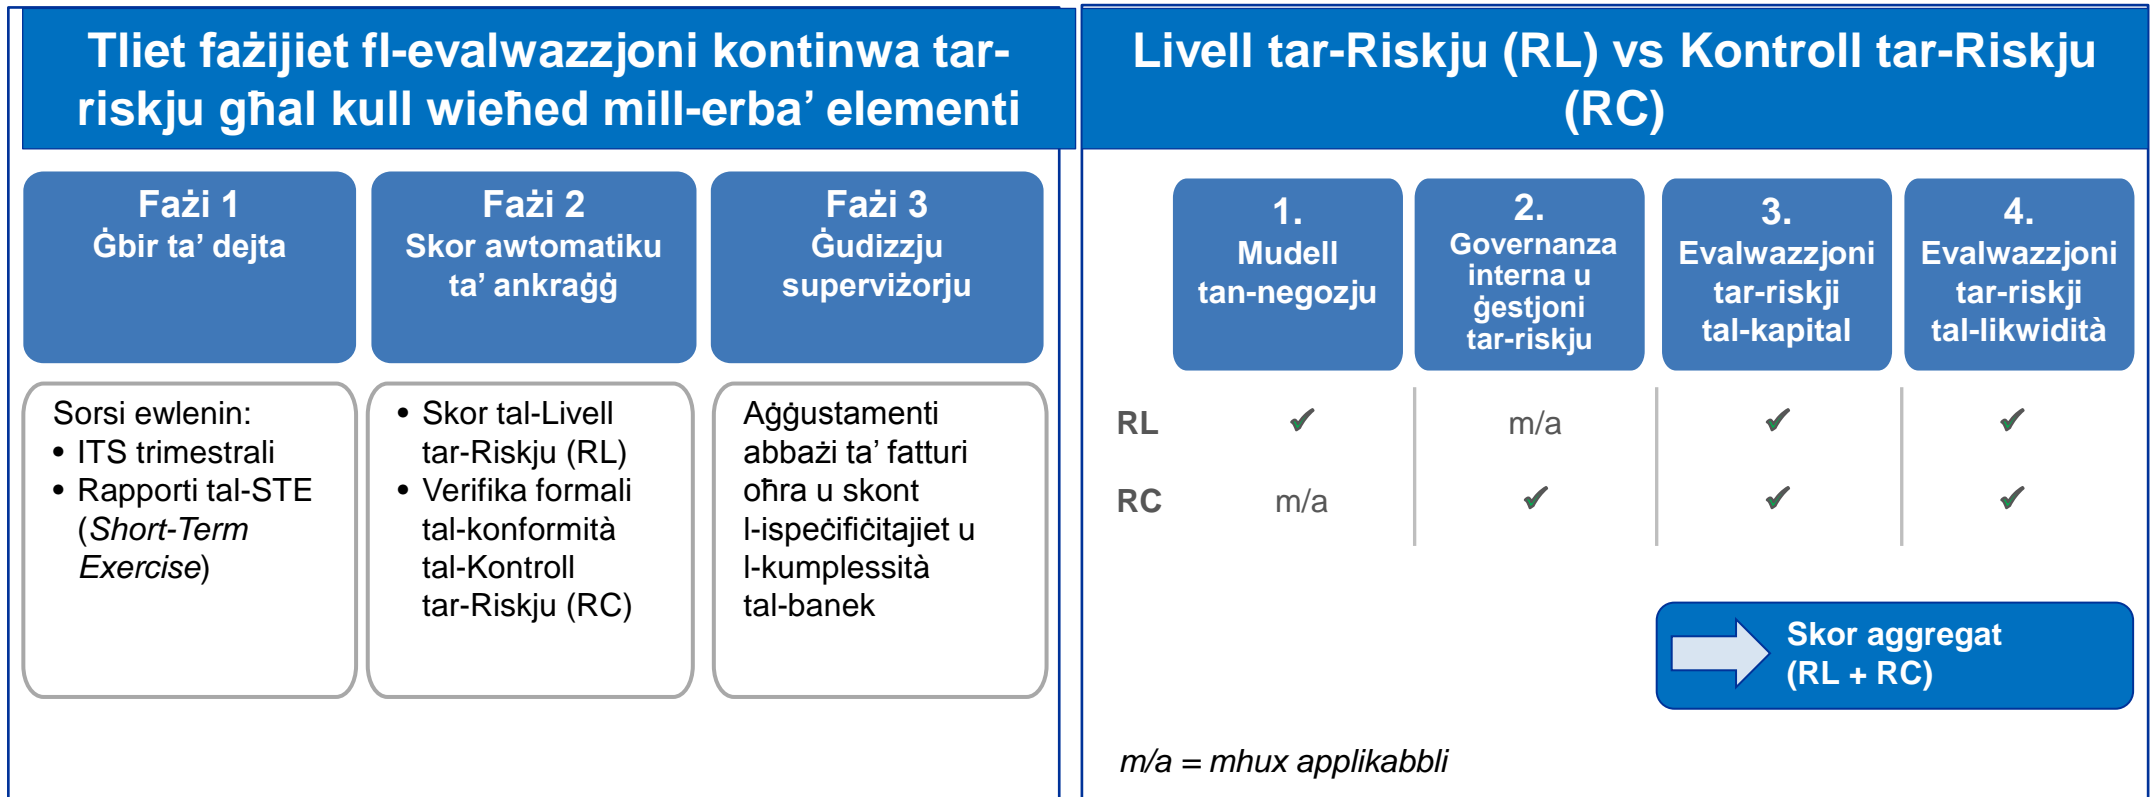 Tliet fażijiet fl-evalwazzjoni kontinwa tar-
riskju għal kull wieħed mill-erba’ elementi
Fażi 1
Ġbir ta’ dejta
Fażi 2
Skor awtomatiku
ta’ ankraġġ
Fażi 3
Ġudizzju
superviżorju
Sorsi ewlenin:
• ITS trimestrali
• Rapporti tal-STE
(Short-Term
Exercise)
• Skor tal-Livell
tar-Riskju (RL)
• Verifika formali
tal-konformità
tal-Kontroll
tar-Riskju (RC)
Aġġustamenti
abbażi ta’ fatturi
oħra u skont
l-ispeċifiċitajiet u
l-kumplessità
tal-banek
Livell tar-Riskju (RL) vs Kontroll tar-Riskju
(RC)
1.
Mudell
tan-negozju
2.
Governanza
interna u
ġestjoni
tar-riskju
3.
Evalwazzjoni
tar-riskji
tal-kapital
4.
Evalwazzjoni
tar-riskji
tal-likwidità
RL ✔ m/a ✔ ✔
RC m/a ✔ ✔ ✔
Skor aggregat
(RL + RC)
m/a = mhux applikabbli